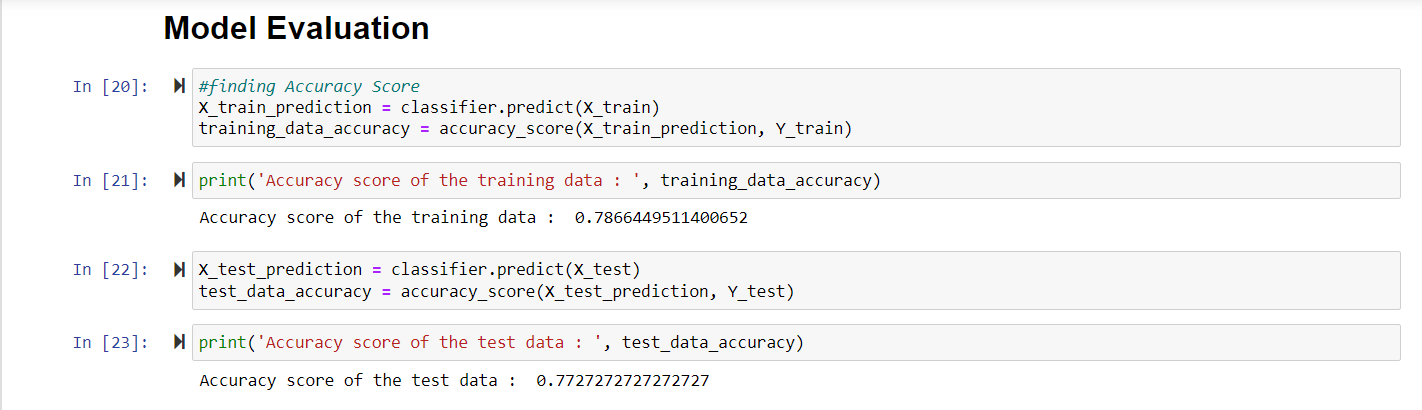 Model Evaluation
In [20]:
#finding Accuracy Score
X_train_prediction = classifier.predict(X_train)
training_data_accuracy = accuracy_score(X_train_prediction, Y_train)
In [21]:
print('Accuracy score of the training data : ', training_data_accuracy)
Accuracy score of the training data :  0.7866449511400652
In [22]:
X_test_prediction = classifier.predict(X_test)
test_data_accuracy = accuracy_score(X_test_prediction, Y_test)
In [23]:
print('Accuracy score of the test data : ', test_data_accuracy)
Accuracy score of the test data :  0.7727272727272727